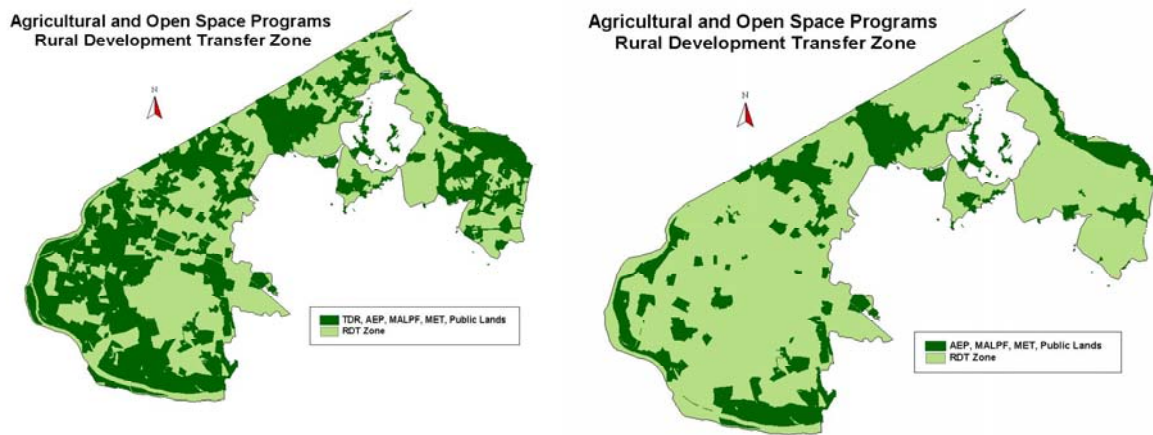 Agricultural and Open Space Programs
Rural Development Transfer Zone
N
TDR, AEP, MALPF, MET, Public Lands
RDT Zone
Agricultural and Open Space Programs
Rural Development Transfer Zone
N
AEP, MALPF, MET, Public Lands
RDT Zone